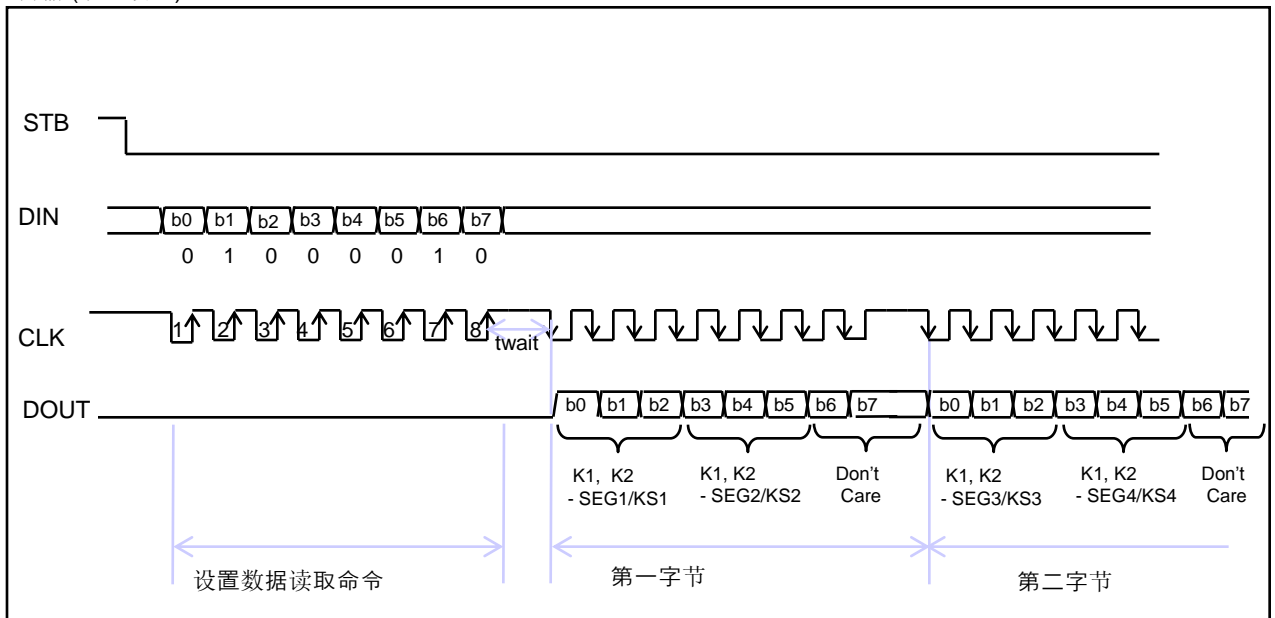 STB
DIN
b0 b1 b2 b3 b4 b5 b6 b7
0 1 0 0 0 0 1 0
CLK
1 2 3 4 5 6 7 8
twait
DOUT
b0 b1 b2 b3 b4 b5 b6 b7 b0 b1 b2 b3 b4 b5 b6 b7
K1, K2
- SEG1/KS1
K1, K2
- SEG2/KS2
Don't
Care
K1, K2
- SEG3/KS3
K1, K2
- SEG4/KS4
Don't
Care
设置数据读取命令
第一字节
第二字节